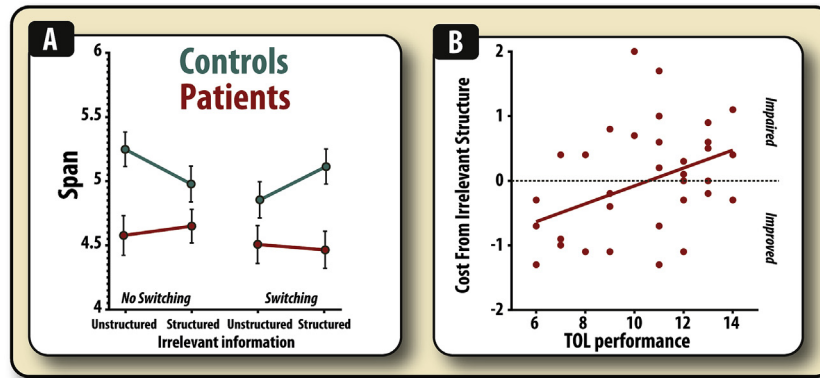 A
Controls
Patients
6
5.5
5
4.5
4
Span
No Switching
Switching
Unstructured Structured Unstructured Structured
Irrelevant information
B
2
1
0
-1
-2
Cost From Irrelevant Structure
Impaired
Improved
6 8 10 12 14
TOL performance